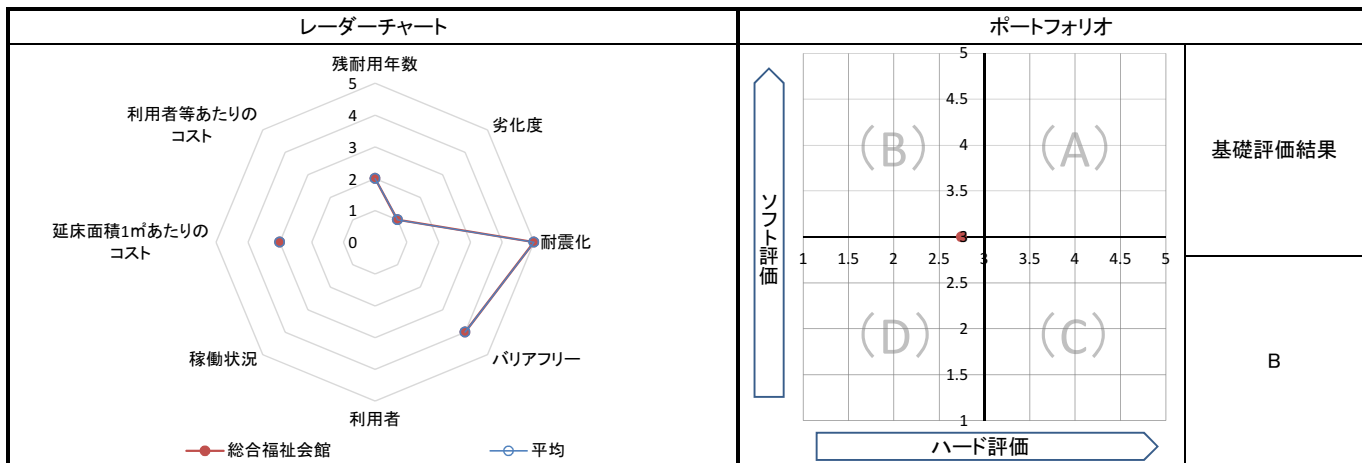 レーダーチャート
残耐用年数
5
4
3
2
1
0
劣化度
耐震化
バリアフリー
利用者
稼働状況
延床面積1㎡あたりの
コスト
利用者等あたりの
コスト
総合福祉会館
平均
ポートフォリオ
ソフト評価
5
4.5
4
3.5
3
2.5
2
1.5
1
(B)
(A)
1 1.5 2 2.5 3 3.5 4 4.5 5
(D)
(C)
ハード評価
基礎評価結果
B